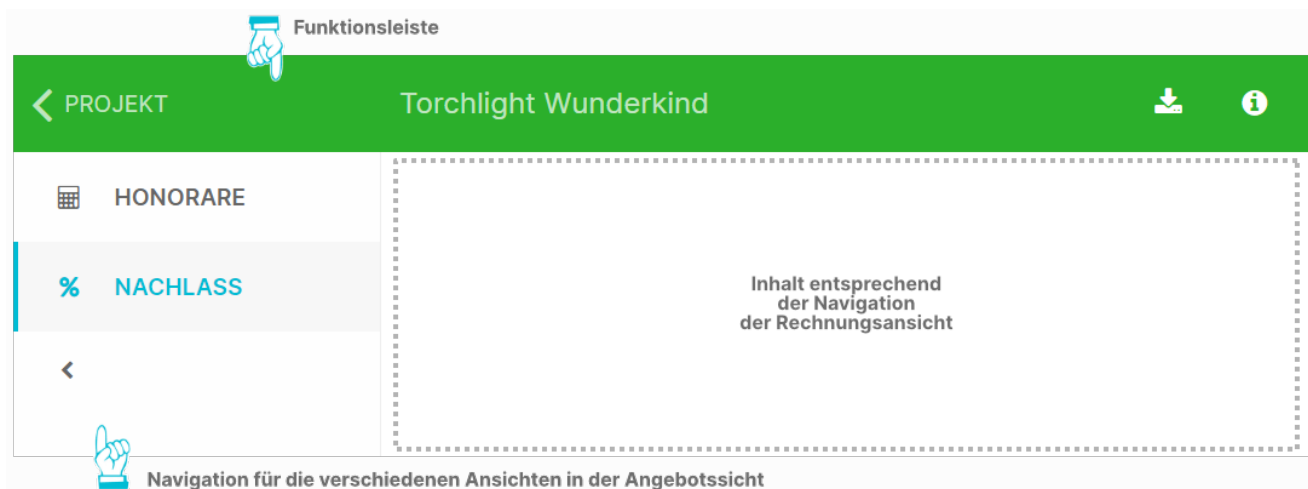 Funktionsleiste
PROJEKT
Torchlight Wunderkind
HONORARE
% NACHLASS
Inhalt entsprechend
der Navigation
der Rechnungsansicht
Navigation für die verschiedenen Ansichten in der Angebotssicht